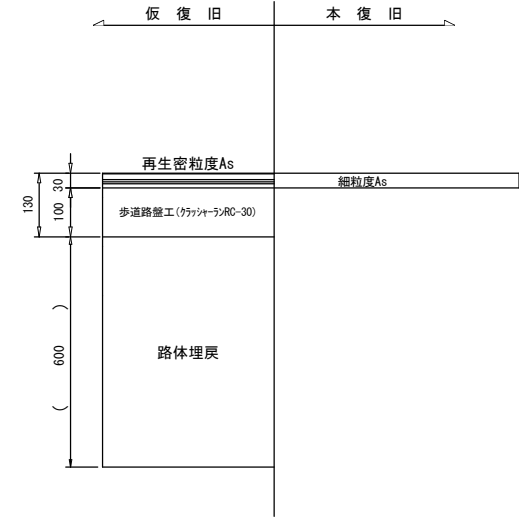 仮 復 旧
本 復 旧
再生密粒度As
細粒度As
30
130
100
歩道路盤工(クラッシャーランRC-30)
(600)
路体埋戻